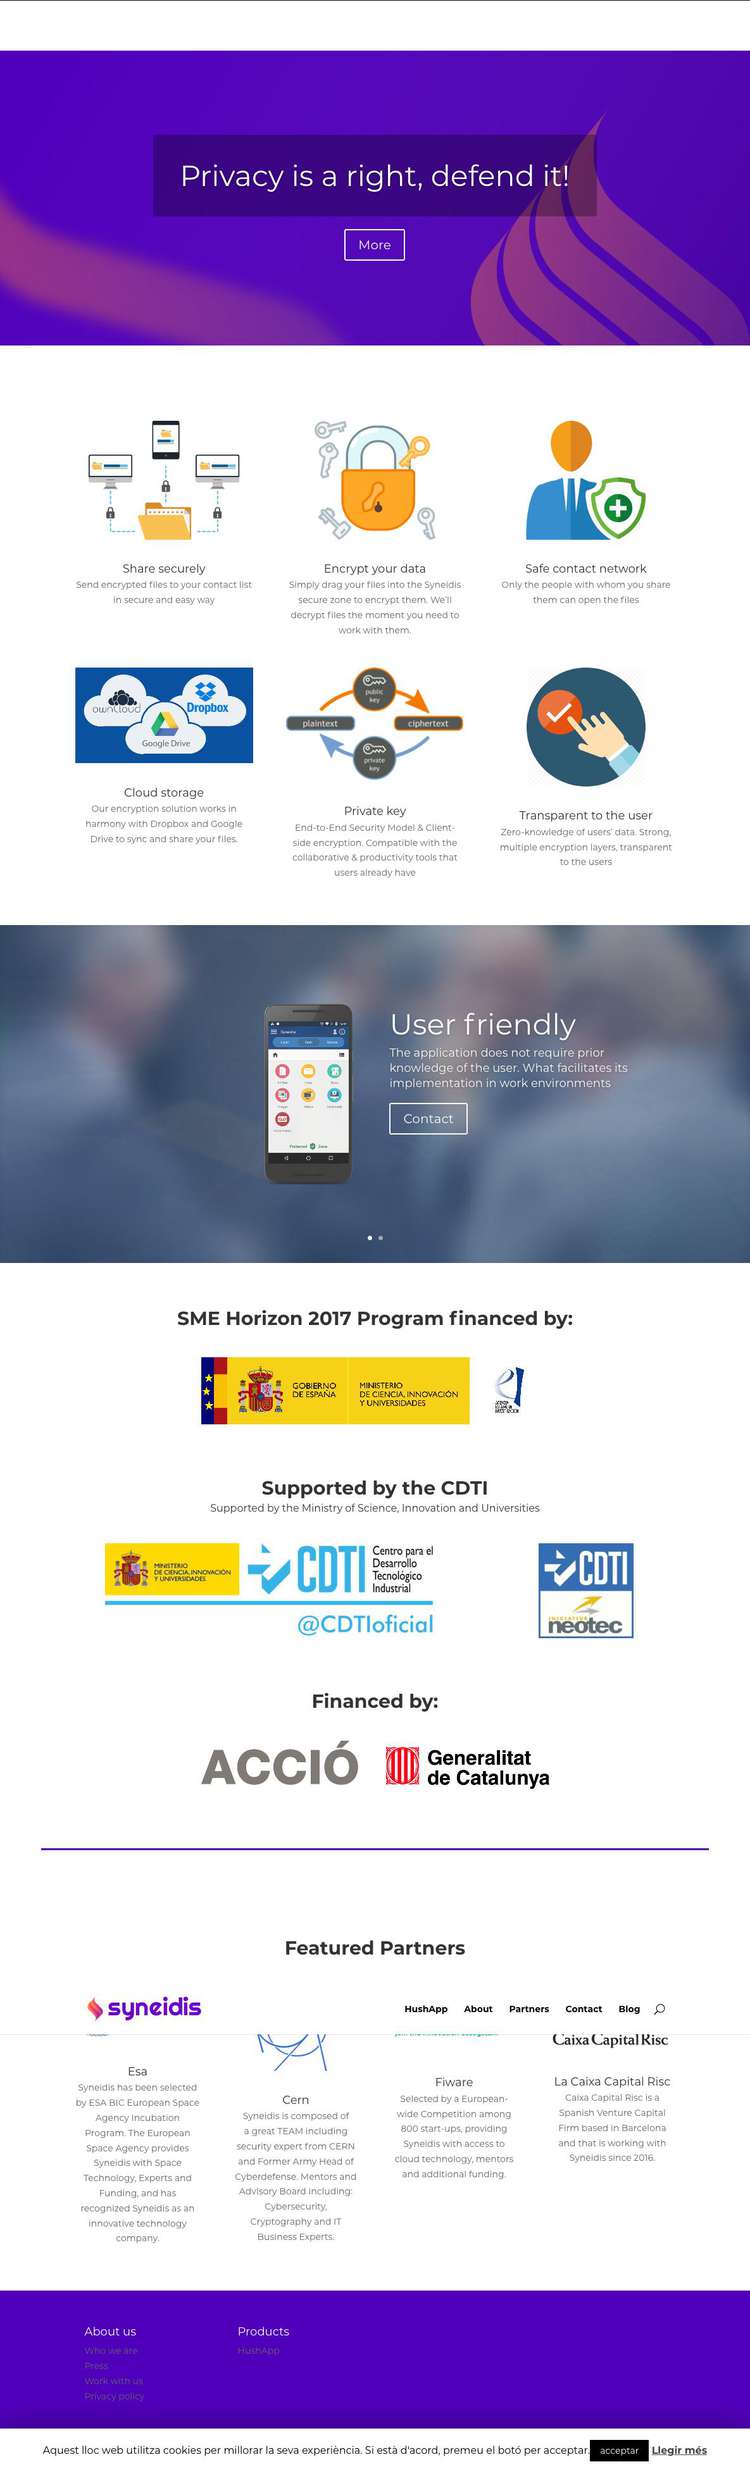 Privacy is a right, defend it!
More
Share securely
Send encrypted files to your contact list
in secure and easy way
Encrypt your data
Simply drag your files into the Syneidis
secure zone to encrypt them. We'll
decrypt files the moment you need to
work with them.
Safe contact network
Only the people with whom you share
them can open the files
ownCloud
Dropbox
Google Drive
Cloud storage
Our encryption solution works in
harmony with Dropbox and Google
Drive to sync and share your files.
public
key
plaintext
ciphertext
private
key
Private key
End-to-End Security Model & Client-
side encryption. Compatible with the
collaborative & productivity tools that
users already have
Transparent to the user
Zero-knowledge of users' data. Strong,
multiple encryption layers, transparent
to the users
User friendly
The application does not require prior
knowledge of the user. What facilitates its
implementation in work environments
Contact
SME Horizon 2017 Program financed by:
GOBIERNO
DE ESPAÑA
MINISTERIO
DE CIENCIA, INNOVACIÓN
Y UNIVERSIDADES
Supported by the CDTI
Supported by the Ministry of Science, Innovation and Universities
MINISTERIO
DE CIENCIA, INNOVACIÓN
Y UNIVERSIDADES
CDTI
Centro para el
Desarrollo
Tecnológico
Industrial
@CDTIoficial
CDTI
INICIATIVA
neotec
Financed by:
ACCIÓ
Generalitat
de Catalunya
Featured Partners
syneidis
HushApp
About
Partners
Contact
Blog
Caixa Capital Risc
Esa
Syneidis has been selected
by ESA BIC European Space
Agency Incubation
Program. The European
Space Agency provides
Syneidis with Space
Technology, Experts and
Funding, and has
recognized Syneidis as an
innovative technology
company.
Cern
Syneidis is composed of
a great TEAM including
security expert from CERN
and Former Army Head of
Cyberdefense. Mentors and
Advisory Board including:
Cybersecurity,
Cryptography and IT
Business Experts.
Fiware
Selected by a European-
wide Competition among
800 start-ups, providing
Syneidis with access to
cloud technology, mentors
and additional funding.
La Caixa Capital Risc
Caixa Capital Risc is a
Spanish Venture Capital
Firm based in Barcelona
and that is working with
Syneidis since 2016.
About us
Who we are
Press
Work with us
Privacy policy
Products
HushApp
Aquest lloc web utilitza cookies per millorar la seva experiència. Si està d'acord, premeu el botó per acceptar.
acceptar
Llegir més